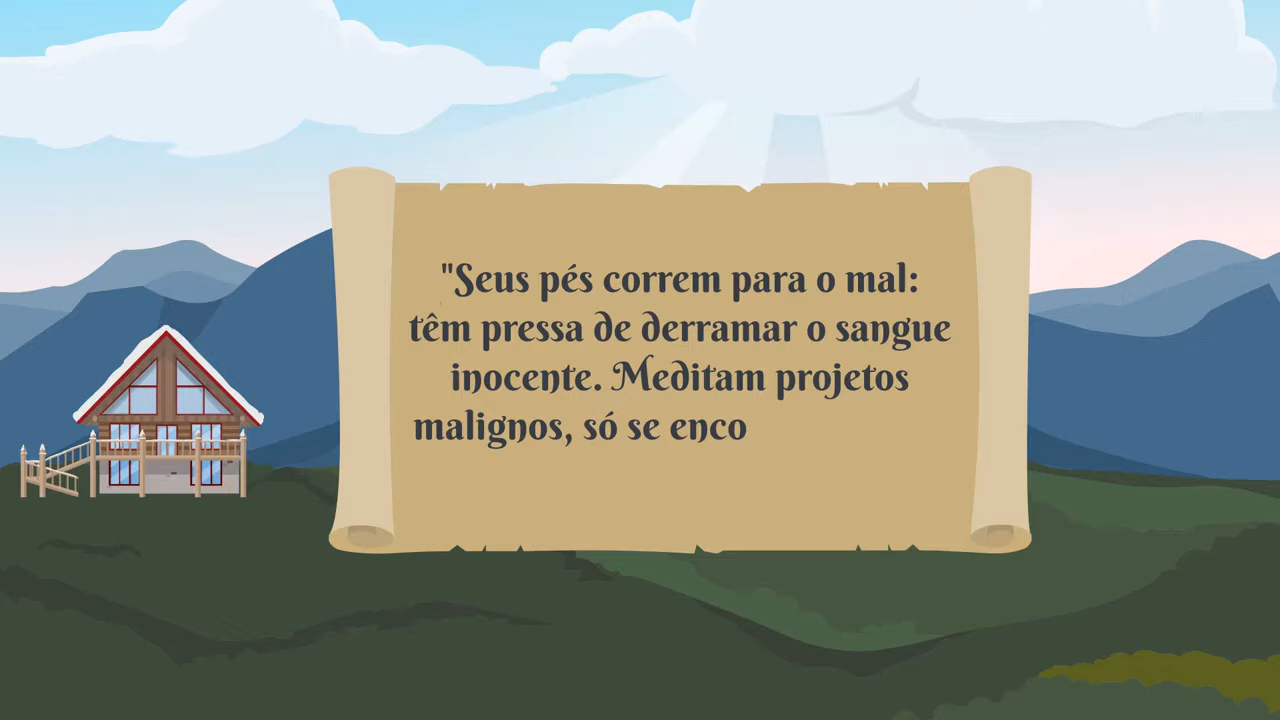 "Seus pés correm para o mal:
têm pressa de derramar o sangue
inocente. Meditam projetos
malignos, só se enco